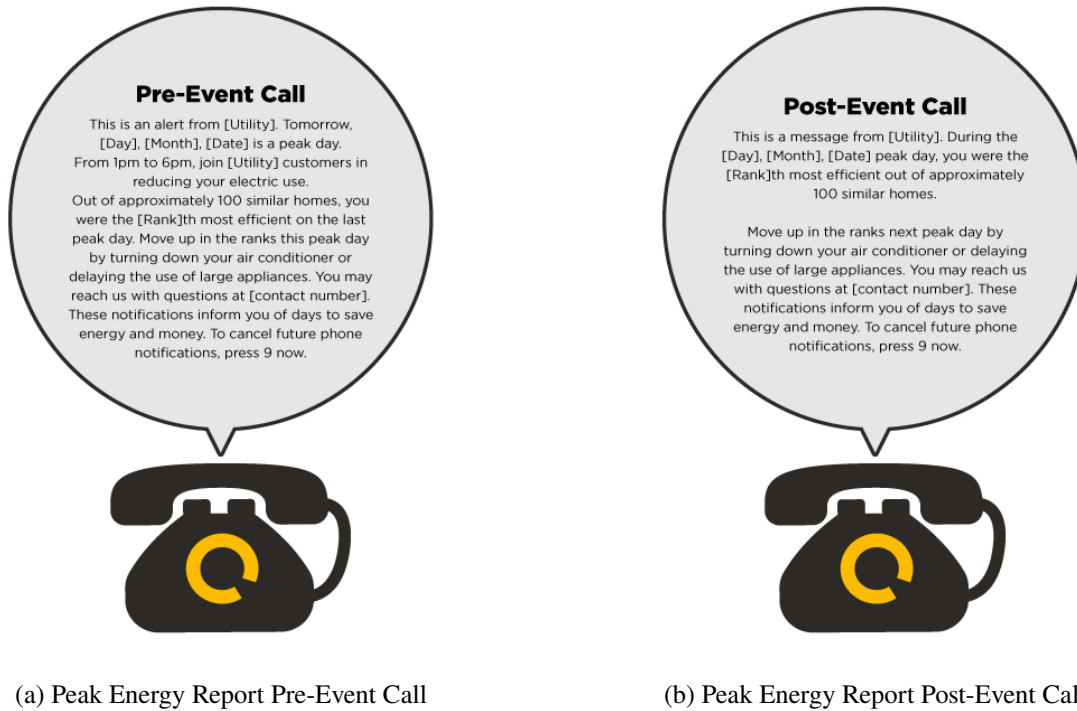 Pre-Event Call
This is an alert from [Utility]. Tomorrow,
[Day], [Month], [Date] is a peak day.
From 1pm to 6pm, join [Utility] customers in
reducing your electric use.
Out of approximately 100 similar homes, you
were the [Rank]th most efficient on the last
peak day. Move up in the ranks this peak day
by turning down your air conditioner or
delaying the use of large appliances. You may
reach us with questions at [contact number].
These notifications inform you of days to save
energy and money. To cancel future phone
notifications, press 9 now.
Post-Event Call
This is a message from [Utility]. During the
[Day], [Month], [Date] peak day, you were the
[Rank]th most efficient out of approximately
100 similar homes.
Move up in the ranks next peak day by
turning down your air conditioner or delaying
the use of large appliances. You may reach us
with questions at [contact number]. These
notifications inform you of days to save
energy and money. To cancel future phone
notifications, press 9 now.
(a) Peak Energy Report Pre-Event Call
(b) Peak Energy Report Post-Event Cal